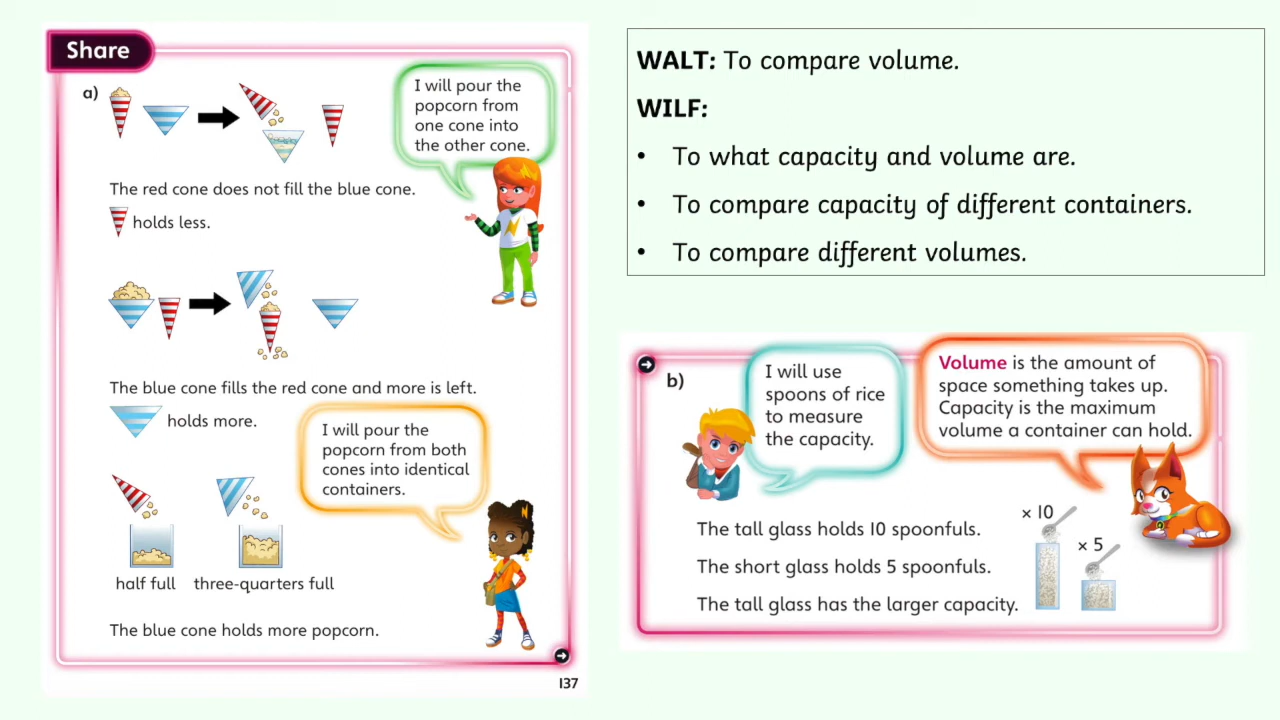 Share
a)
I will pour the
popcorn from
one cone into
the other cone.
The red cone does not fill the blue cone.
holds less.
The blue cone fills the red cone and more is left.
holds more.
I will pour the
popcorn from both
cones into identical
containers.
half full three-quarters full
The blue cone holds more popcorn.
137
WALT: To compare volume.
WILF:
• To what capacity and volume are.
• To compare capacity of different containers.
• To compare different volumes.
b)
I will use
spoons of rice
to measure
the capacity.
Volume is the amount of
space something takes up.
Capacity is the maximum
volume a container can hold.
The tall glass holds 10 spoonfuls.
The short glass holds 5 spoonfuls.
The tall glass has the larger capacity.
× 10
× 5